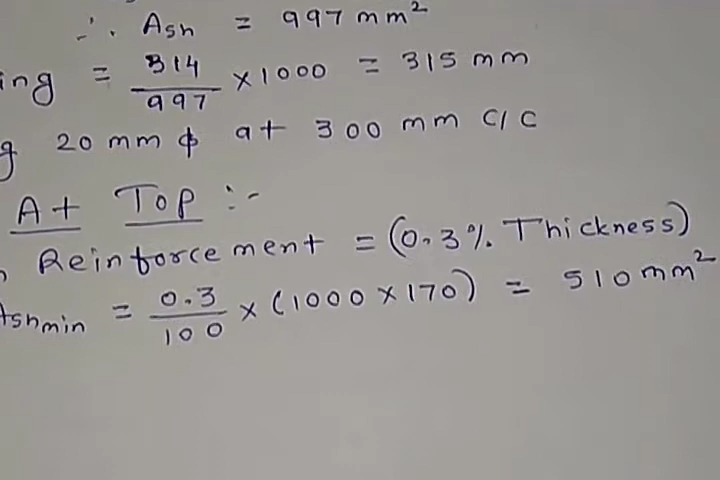 ∴ Ash = 997 mm²
ing = 314/997 × 1000 = 315 mm
g 20 mm ϕ at 300 mm c/c
At Top :-
Reinforcement = (0.3% Thickness)
Ashmin = 0.3/100 × (1000 × 170) = 510 mm²